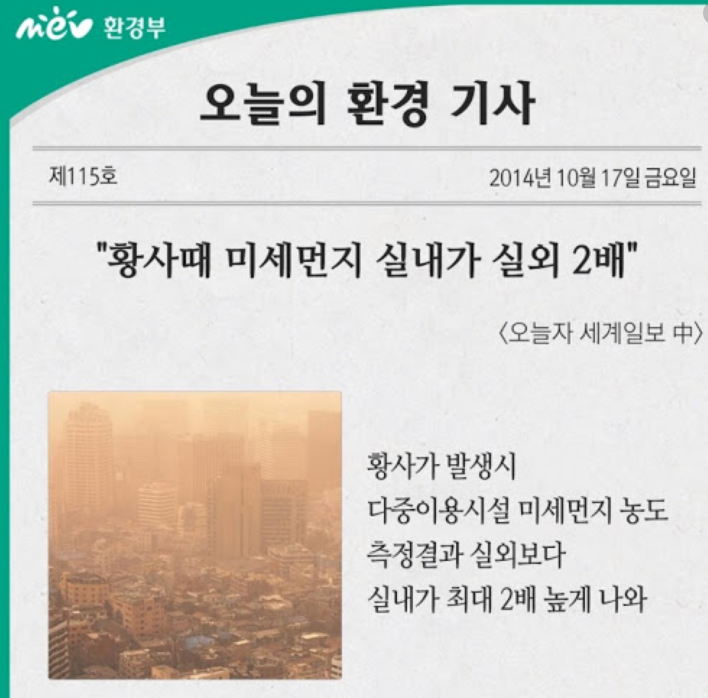 mev 환경부
오늘의 환경 기사
제115호
2014년 10월 17일 금요일
"황사때 미세먼지 실내가 실외 2배"
〈오늘자 세계일보 中〉
황사가 발생시
다중이용시설 미세먼지 농도
측정결과 실외보다
실내가 최대 2배 높게 나와